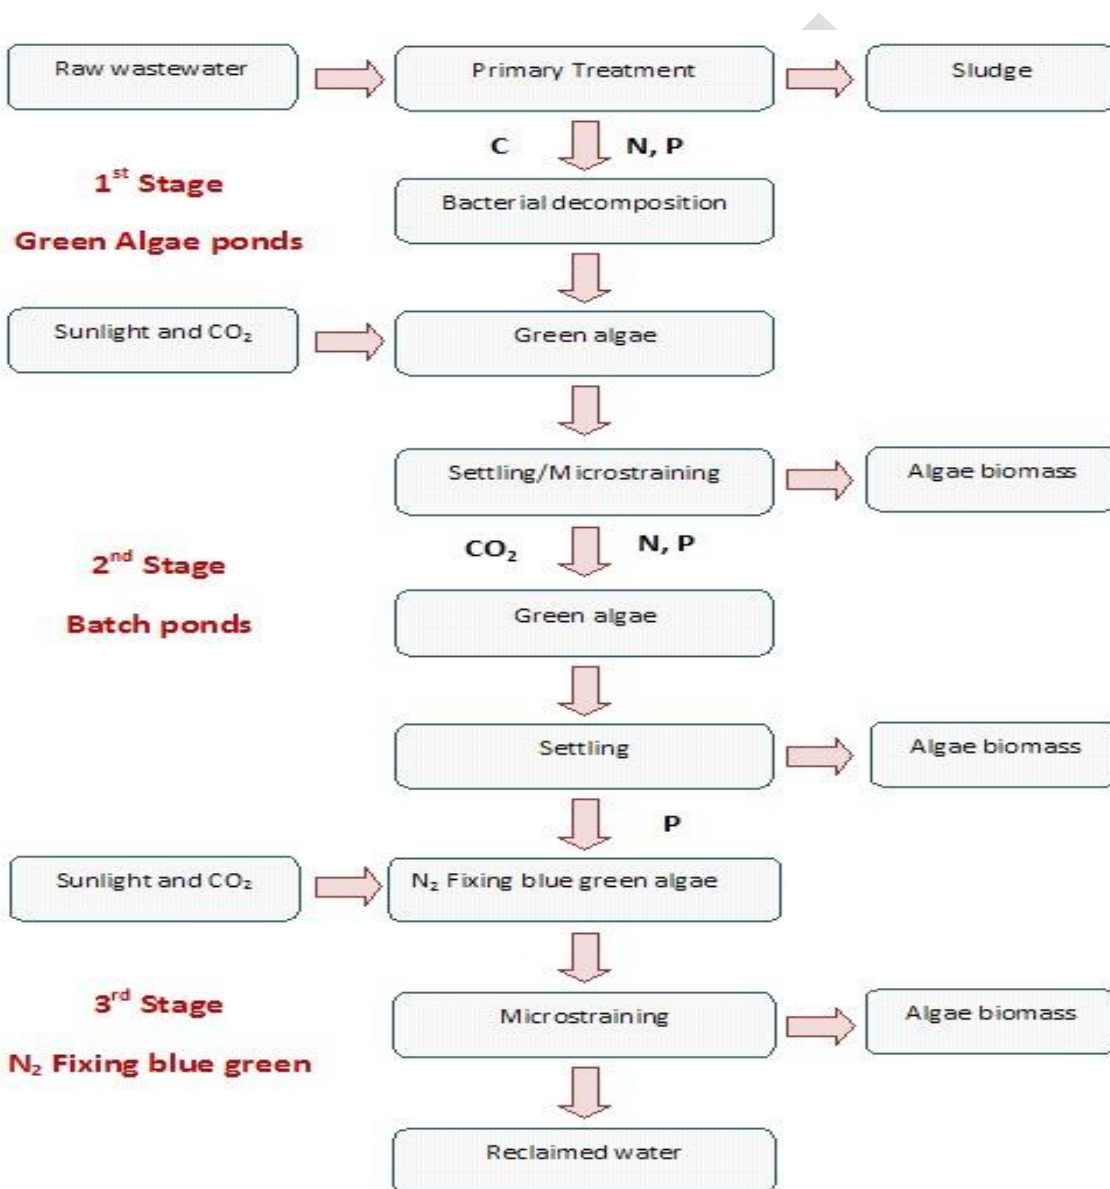 Raw wastewater
Primary Treatment
Sludge
C
N, P
1st Stage
Green Algae ponds
Bacterial decomposition
Sunlight and CO₂
Green algae
Settling/Microstraining
Algae biomass
CO₂
N, P
2nd Stage
Batch ponds
Green algae
Settling
Algae biomass
P
Sunlight and CO₂
N₂ Fixing blue green algae
3rd Stage
N₂ Fixing blue green
Microstraining
Algae biomass
Reclaimed water